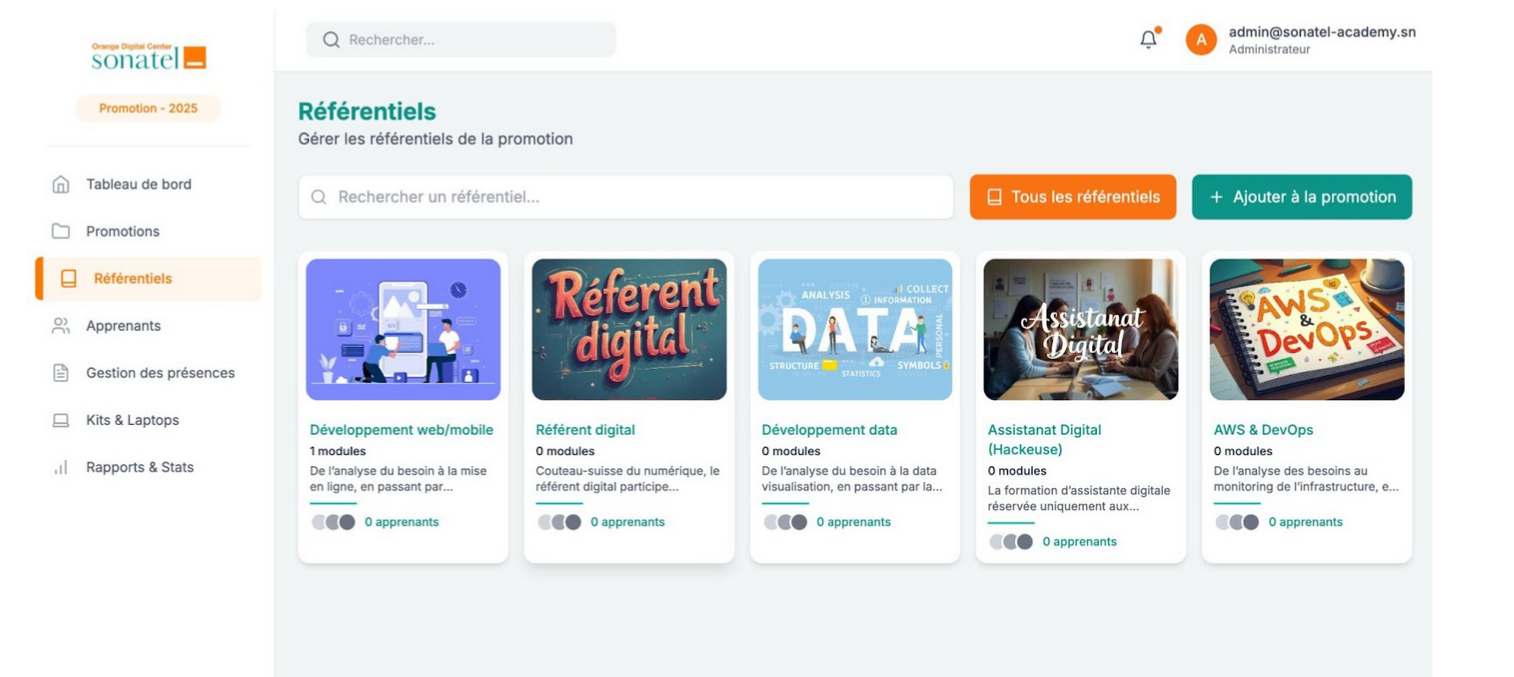 Orange Digital Center
sonatel
Promotion - 2025
Tableau de bord
Promotions
Référentiels
Apprenants
Gestion des présences
Kits & Laptops
Rapports & Stats
Rechercher...
A
admin@sonatel-academy.sn
Administrateur
Référentiels
Gérer les référentiels de la promotion
Rechercher un référentiel...
Tous les référentiels
+ Ajouter à la promotion
Développement web/mobile
1 modules
De l'analyse du besoin à la mise
en ligne, en passant par...
0 apprenants
Réferent
digital
Référent digital
0 modules
Couteau-suisse du numérique, le
référent digital participe...
0 apprenants
ANALYSIS
COLLECT
INFORMATION
DATA
PERSONAL
STRUCTURE
STATISTICS
SYMBOLS
Développement data
0 modules
De l'analyse du besoin à la data
visualisation, en passant par la...
0 apprenants
Assistanat
Digital
Assistanat Digital
(Hackeuse)
0 modules
La formation d'assistante digitale
réservée uniquement aux...
0 apprenants
AWS
&
DevOps
AWS & DevOps
0 modules
De l'analyse des besoins au
monitoring de l'infrastructure, e...
0 apprenants